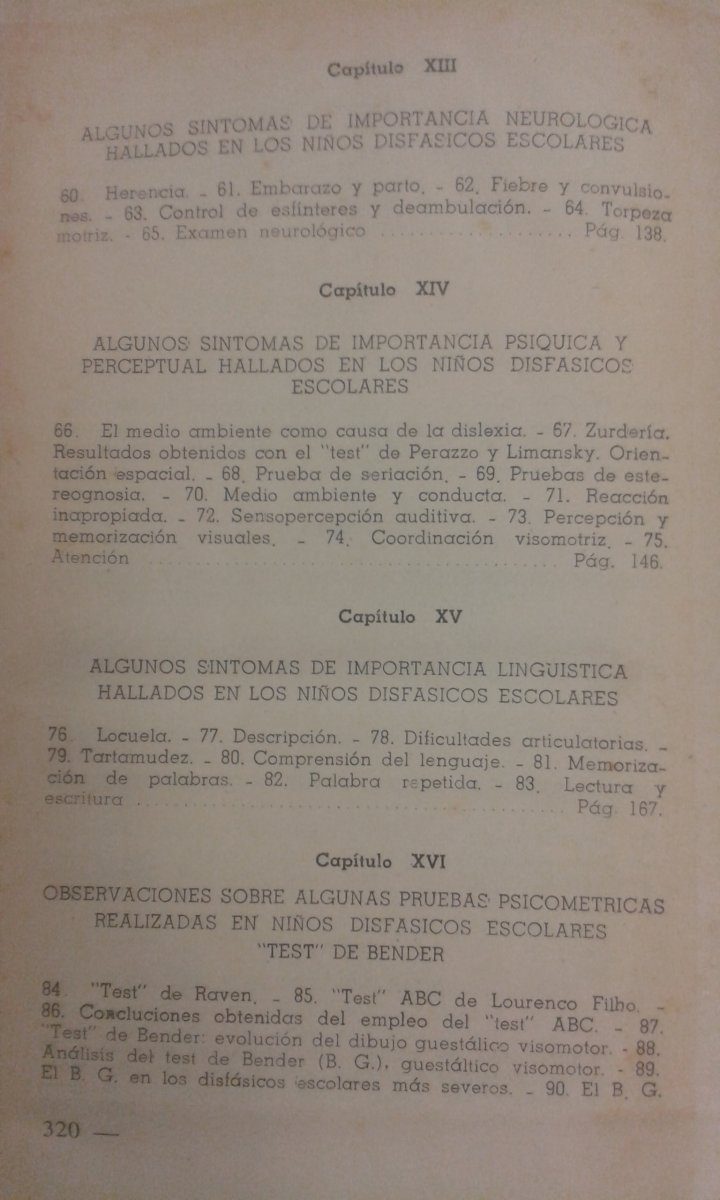 Capítulo XIII
ALGUNOS SINTOMAS DE IMPORTANCIA NEUROLOGICA
HALLADOS EN LOS NIÑOS DISFASICOS ESCOLARES
60. Herencia. - 61. Embarazo y parto. - 62. Fiebre y convulsio-
nes. - 63. Control de esfínteres y deambulación. - 64. Torpeza
motriz. - 65. Examen neurológico .................... Pág. 138.
Capítulo XIV
ALGUNOS SINTOMAS DE IMPORTANCIA PSIQUICA Y
PERCEPTUAL HALLADOS EN LOS NIÑOS DISFASICOS
ESCOLARES
66. El medio ambiente como causa de la dislexia. - 67. Zurdería.
Resultados obtenidos con el "test" de Perazzo y Limansky. Orien-
tación espacial. - 68. Prueba de seriación. - 69. Pruebas de este-
reognosia. - 70. Medio ambiente y conducta. - 71. Reacción
inapropiada. - 72. Sensopercepción auditiva. - 73. Percepción y
memorización visuales. - 74. Coordinación visomotriz. - 75.
Atención ........................................ Pág. 146.
Capítulo XV
ALGUNOS SINTOMAS DE IMPORTANCIA LINGUISTICA
HALLADOS EN LOS NIÑOS DISFASICOS ESCOLARES
76. Locuela. - 77. Descripción. - 78. Dificultades articulatorias. -
79. Tartamudez. - 80. Comprensión del lenguaje. - 81. Memoriza-
ción de palabras. - 82. Palabra repetida. - 83. Lectura y
escritura ........................................ Pág. 167.
Capítulo XVI
OBSERVACIONES SOBRE ALGUNAS PRUEBAS PSICOMETRICAS
REALIZADAS EN NIÑOS DISFASICOS ESCOLARES
"TEST" DE BENDER
84. "Test" de Raven. - 85. "Test" ABC de Lourenco Filho. -
86. Concluciones obtenidas del empleo del "test" ABC. - 87.
"Test" de Bender: evolución del dibujo guestálico visomotor. - 88.
Análisis del test de Bender (B. G.), guestáltico visomotor. - 89.
El B. G. en los disfásicos escolares más severos. - 90. El B. G.
320 —